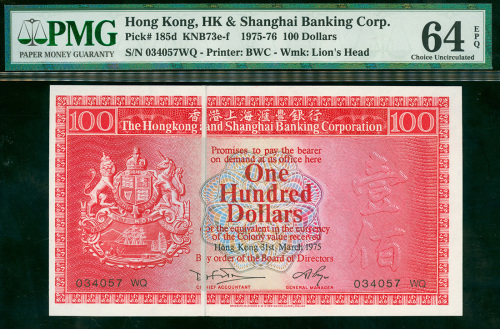 PMG
PAPER MONEY GUARANTY
Hong Kong, HK & Shanghai Banking Corp.
Pick# 185d KNB73e-f 1975-76 100 Dollars
S/N 034057WQ - Printer: BWC - Wmk: Lion's Head
64
EPQ
Choice Uncirculated
100
香港上海滙豐銀行
100
The Hongkong and Shanghai Banking Corporation
Promises to pay the bearer
on demand at its office here
One
Hundred
Dollars
or the equivalent in the currency
of the Colony value received
Hong Kong 31st. March, 1975
By order of the Board of Directors
壹
佰
CHIEF ACCOUNTANT
GENERAL MANAGER
034057 WQ
034057 WQ